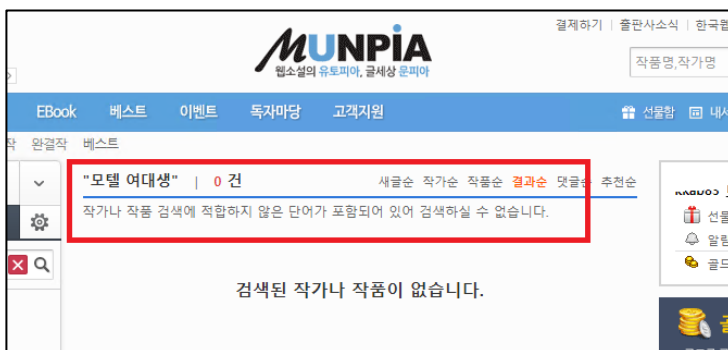 결제하기 | 출판사소식 | 한국웹
MUNPIA
웹소설의 유토피아, 글세상 문피아
작품명,작가명
EBook 베스트 이벤트 독자마당 고객지원 선물함 내서
작 완결작 베스트
"모텔 여대생" | 0 건 새글순 작가순 작품순 결과순 댓글순 추천순
작가나 작품 검색에 적합하지 않은 단어가 포함되어 있어 검색하실 수 없습니다.
선물
알림
골드
검색된 작가나 작품이 없습니다.